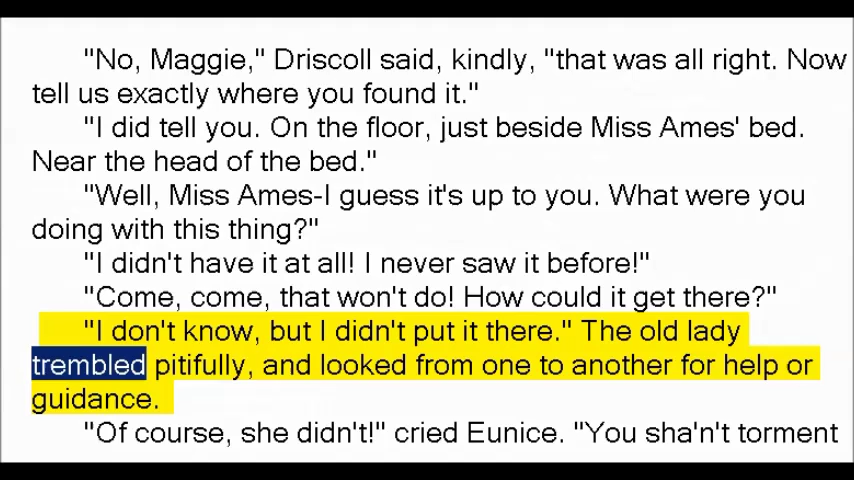 "No, Maggie," Driscoll said, kindly, "that was all right. Now
tell us exactly where you found it."
"I did tell you. On the floor, just beside Miss Ames' bed.
Near the head of the bed."
"Well, Miss Ames-I guess it's up to you. What were you
doing with this thing?"
"I didn't have it at all! I never saw it before!"
"Come, come, that won't do! How could it get there?"
"I don't know, but I didn't put it there." The old lady
trembled pitifully, and looked from one to another for help or
guidance.
"Of course, she didn't!" cried Eunice. "You sha'n't torment